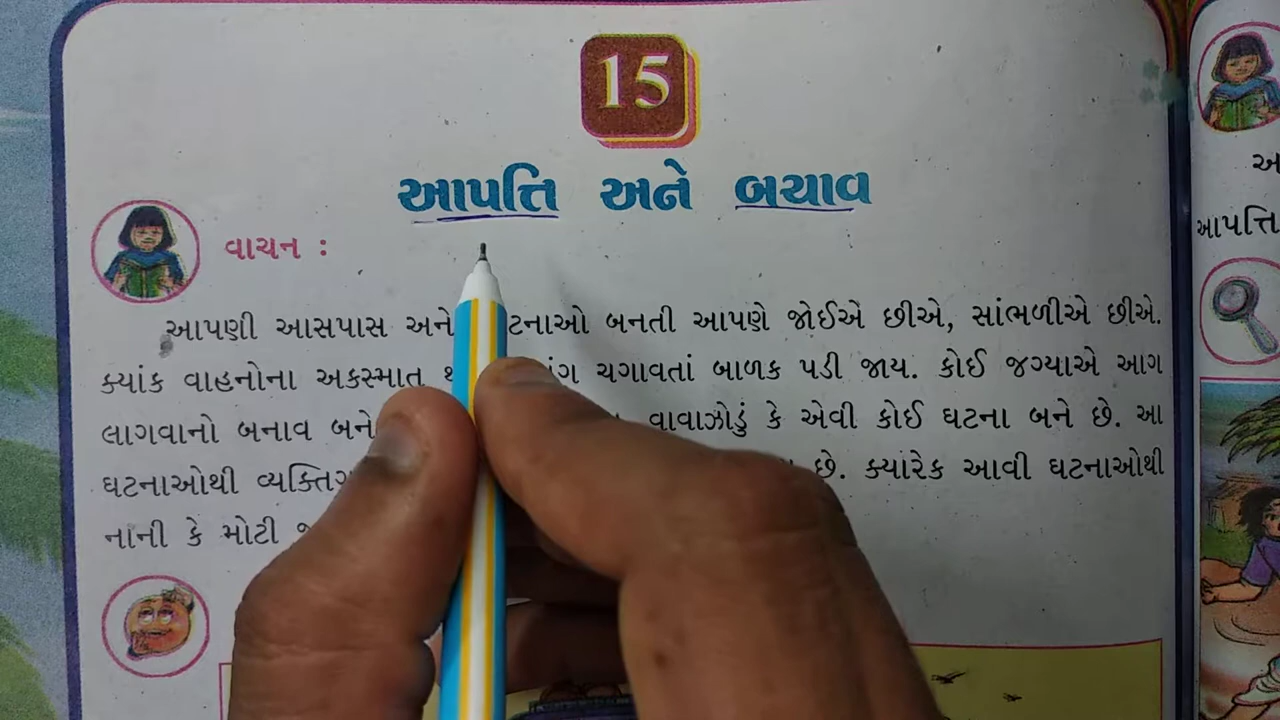 15
આપત્તિ અને બચાવ
વાચન :
આપણી આસપાસ અને બનતી આપણે જોઈએ છીએ, સાંભળીએ છીએ.
ક્યાંક વાહનોના અકસ્માત ચગાવતાં બાળક પડી જાય. કોઈ જગ્યાએ આગ
લાગવાનો બનાવ બને વાવાઝોડું કે એવી કોઈ ઘટના બને છે. આ
ઘટનાઓથી છે. ક્યારેક આવી ઘટનાઓથી
નાની કે મોટી
આપત્તિ